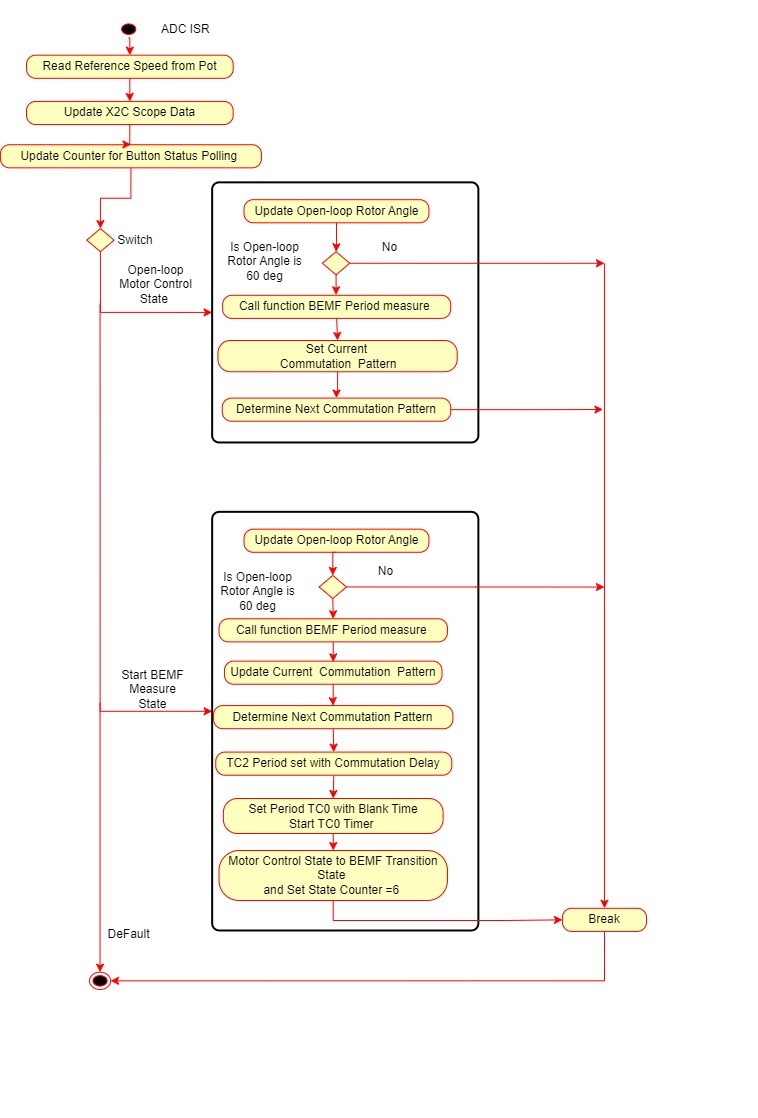 ADC ISR
Read Reference Speed from Pot
Update X2C Scope Data
Update Counter for Button Status Polling
Switch
Open-loop
Motor Control
State
Update Open-loop Rotor Angle
Is Open-loop
Rotor Angle is
60 deg
No
Call function BEMF Period measure
Set Current
Commutation  Pattern
Determine Next Commutation Pattern
Start BEMF
Measure
State
Update Open-loop Rotor Angle
Is Open-loop
Rotor Angle is
60 deg
No
Call function BEMF Period measure
Update Current  Commutation  Pattern
Determine Next Commutation Pattern
TC2 Period set with Commutation Delay
Set Period TC0 with Blank Time
Start TC0 Timer
Motor Control State to BEMF Transition
State
and Set State Counter =6
Break
DeFault